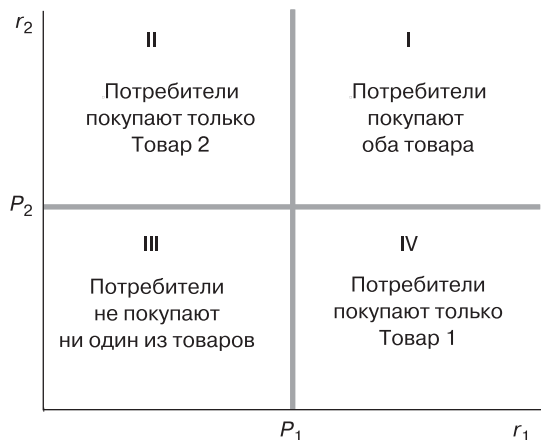 r2
II
Потребители
покупают только
Товар 2
I
Потребители
покупают
оба товара
P2
III
Потребители
не покупают
ни один из товаров
IV
Потребители
покупают только
Товар 1
P1
r1